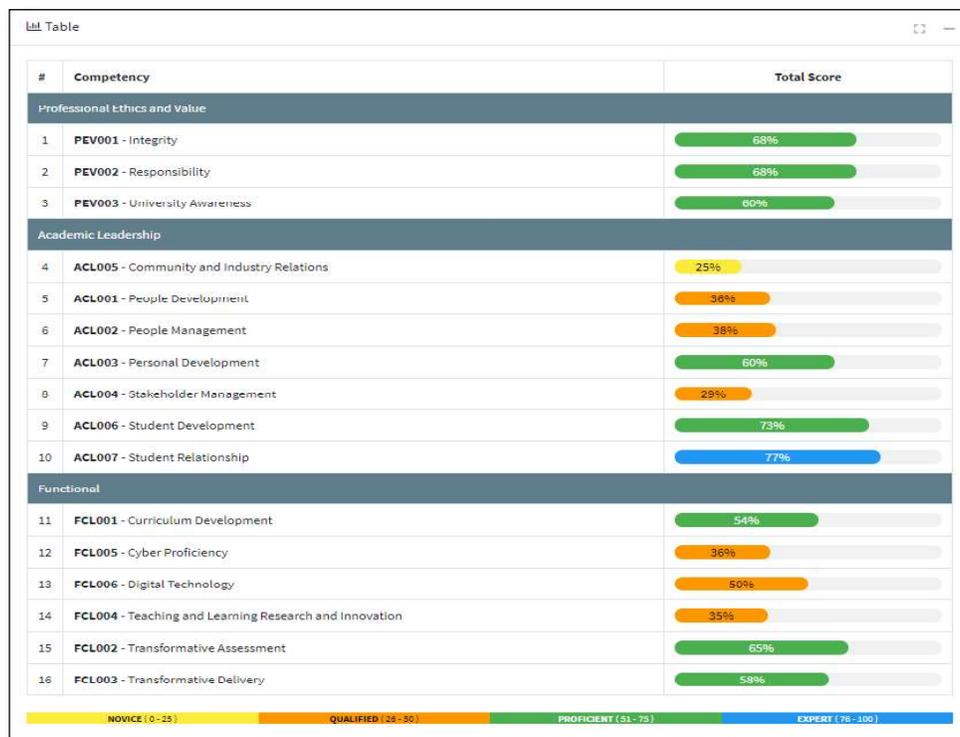 Table
# Competency Total Score
Professional Ethics and Value
1 PEV001 - Integrity 68%
2 PEV002 - Responsibility 68%
3 PEV003 - University Awareness 60%
Academic Leadership
4 ACL005 - Community and Industry Relations 25%
5 ACL001 - People Development 36%
6 ACL002 - People Management 38%
7 ACL003 - Personal Development 60%
8 ACL004 - Stakeholder Management 29%
9 ACL006 - Student Development 73%
10 ACL007 - Student Relationship 77%
Functional
11 FCL001 - Curriculum Development 54%
12 FCL005 - Cyber Proficiency 36%
13 FCL006 - Digital Technology 50%
14 FCL004 - Teaching and Learning Research and Innovation 35%
15 FCL002 - Transformative Assessment 65%
16 FCL003 - Transformative Delivery 58%
NOVICE ( 0 - 25 ) QUALIFIED ( 26 - 50 ) PROFICIENT ( 51 - 75 ) EXPERT ( 76 - 100 )